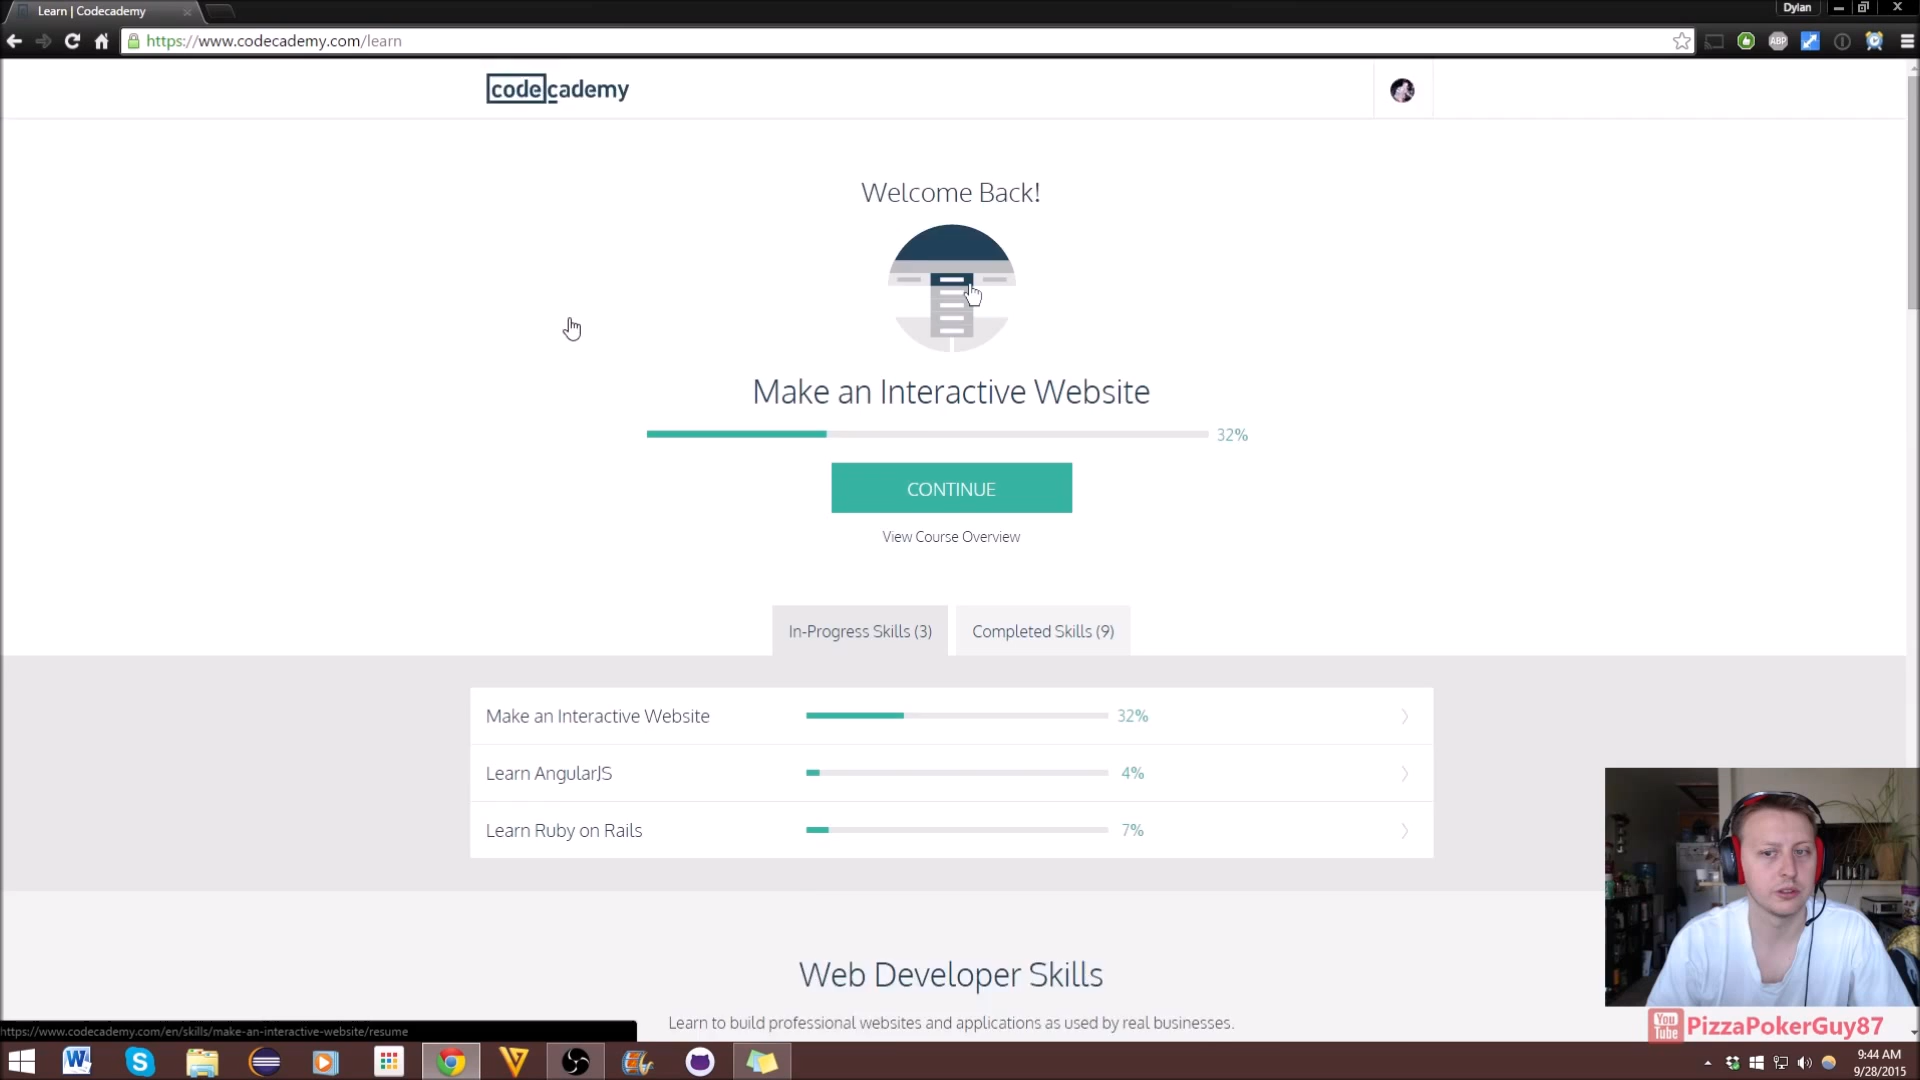 Learn | Codecademy
Dylan
https://www.codecademy.com/learn
ABP
codecademy
Welcome Back!
Make an Interactive Website
32%
CONTINUE
View Course Overview
In-Progress Skills (3)
Completed Skills (9)
Make an Interactive Website
32%
Learn AngularJS
4%
Learn Ruby on Rails
7%
Web Developer Skills
Learn to build professional websites and applications as used by real businesses.
https://www.codecademy.com/en/skills/make-an-interactive-website/resume
You Tube PizzaPokerGuy87
9:44 AM
9/28/2015